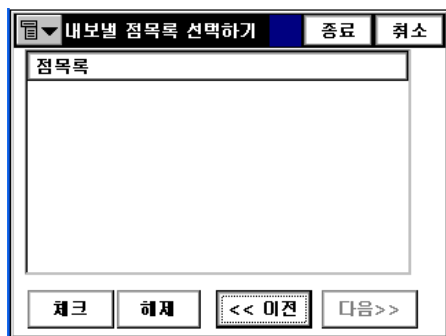 내보낼 점목록 선택하기 종료 취소
점목록
체크 해제 << 이전 다음>>